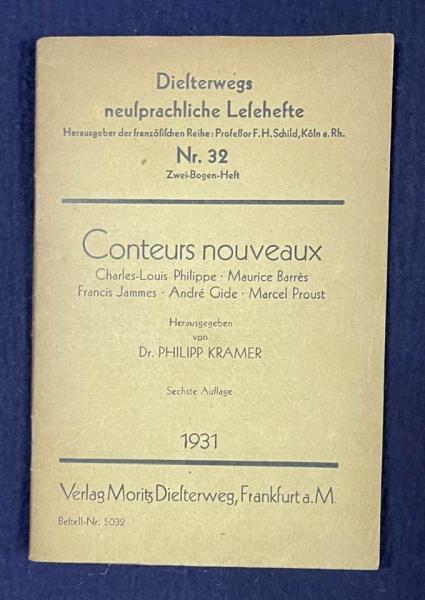 Dieſterwegs
neuſprachliche Leſehefte
Herausgeber der franzöſiſchen Reihe: Profeſſor F. H. Schild, Köln a. Rh.
Nr. 32
Zwei-Bogen-Heft
Conteurs nouveaux
Charles-Louis Philippe · Maurice Barrès
Francis Jammes · André Gide · Marcel Proust
Herausgegeben
von
Dr. PHILIPP KRAMER
Sechste Auflage
1931
Verlag Moritz Dieſterweg, Frankfurt a. M.
Beſtell-Nr. 5032